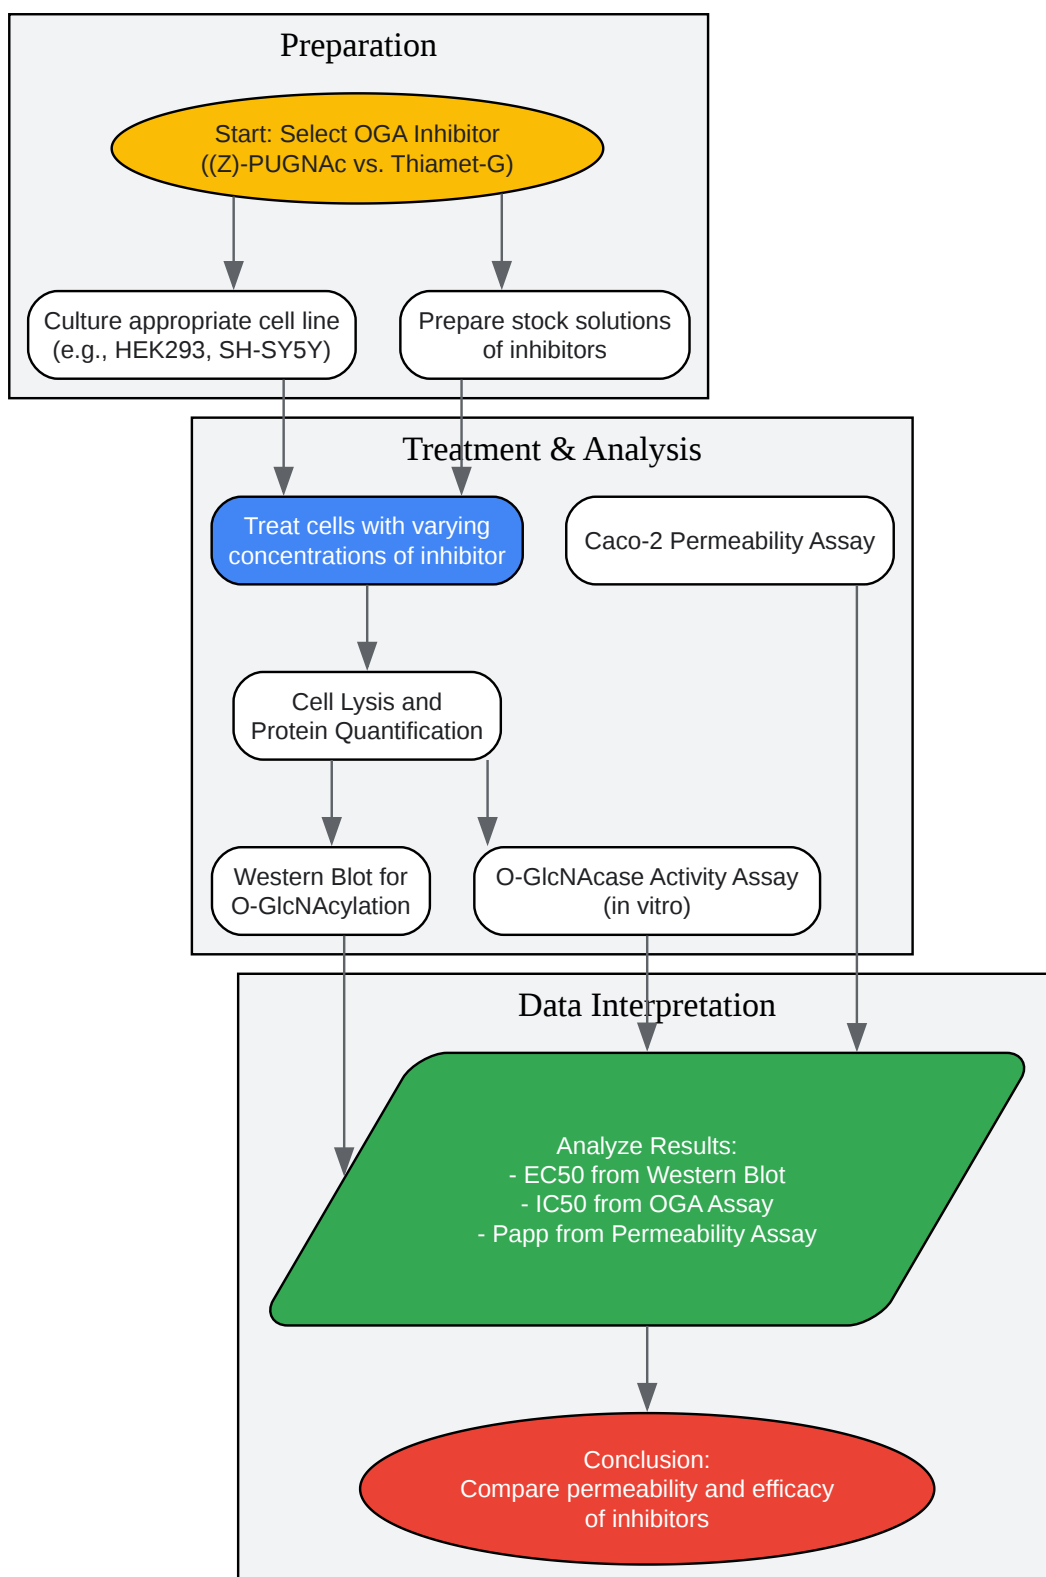 Preparation
Start: Select OGA Inhibitor
((Z)-PUGNAc vs. Thiamet-G)
Culture appropriate cell line
(e.g., HEK293, SH-SY5Y)
Prepare stock solutions
of inhibitors
Treatment & Analysis
Treat cells with varying
concentrations of inhibitor
Caco-2 Permeability Assay
Cell Lysis and
Protein Quantification
Western Blot for
O-GlcNAcylation
O-GlcNAcase Activity Assay
(in vitro)
Data Interpretation
Analyze Results:
- EC50 from Western Blot
- IC50 from OGA Assay
- Papp from Permeability Assay
Conclusion:
Compare permeability and efficacy
of inhibitors